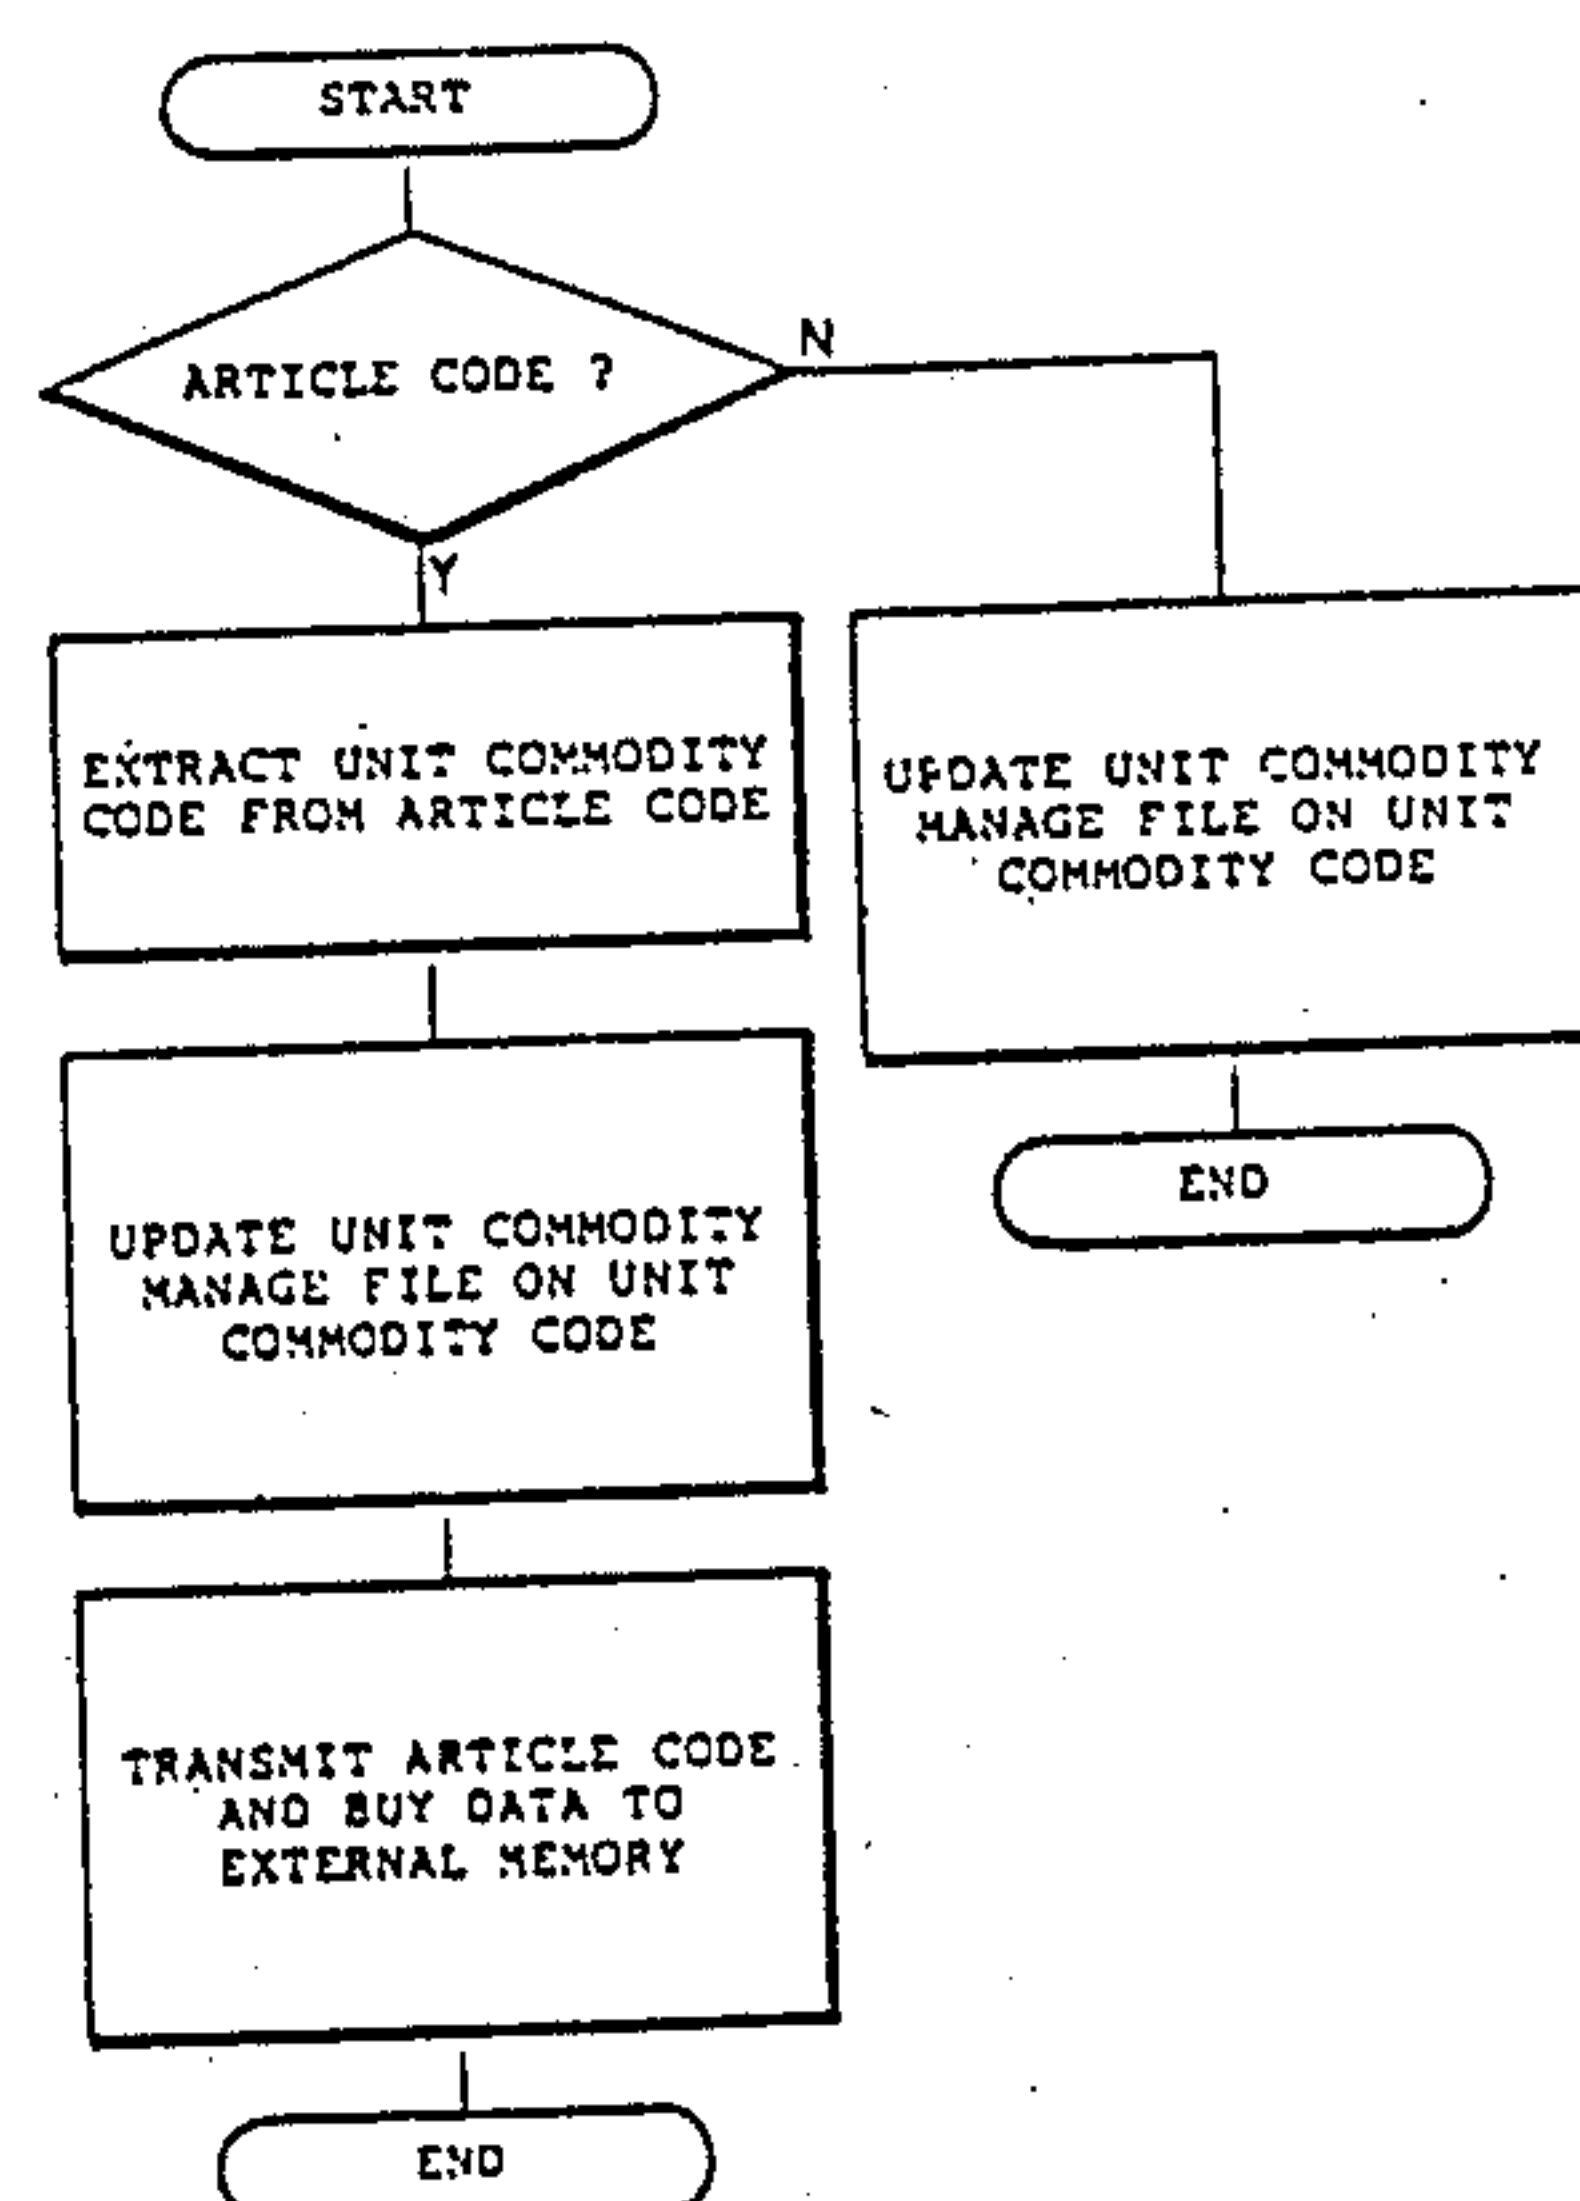 START
ARTICLE CODE ?
N
Y
EXTRACT UNIT COMMODITY
CODE FROM ARTICLE CODE
UPDATE UNIT COMMODITY
MANAGE FILE ON UNIT
COMMODITY CODE
END
UPDATE UNIT COMMODITY
MANAGE FILE ON UNIT
COMMODITY CODE
TRANSMIT ARTICLE CODE
AND BUY DATA TO
EXTERNAL MEMORY
END